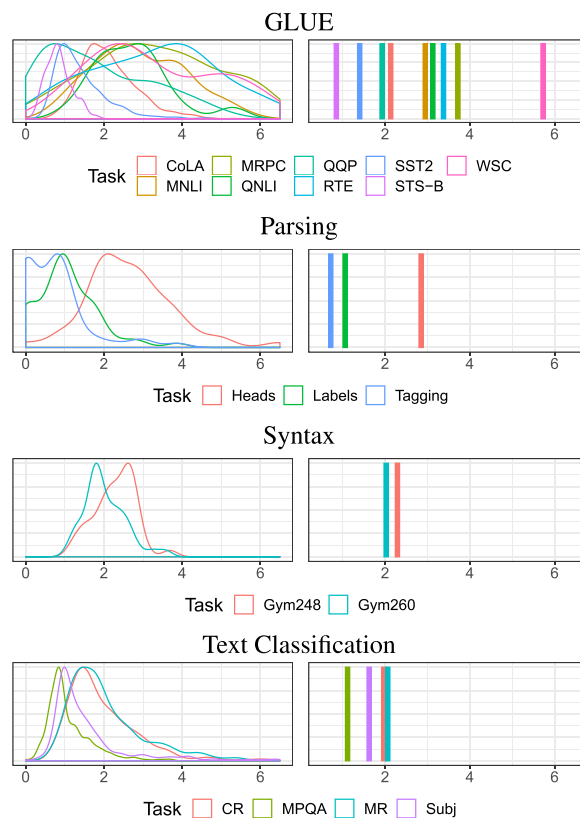 GLUE
0 2 4 6 2 4 6
Task CoLA MRPC QQP SST2 WSC
MNLI QNLI RTE STS−B
Parsing
0 2 4 6 2 4 6
Task Heads Labels Tagging
Syntax
0 2 4 6 2 4 6
Task Gym248 Gym260
Text Classification
0 2 4 6 2 4 6
Task CR MPQA MR Subj